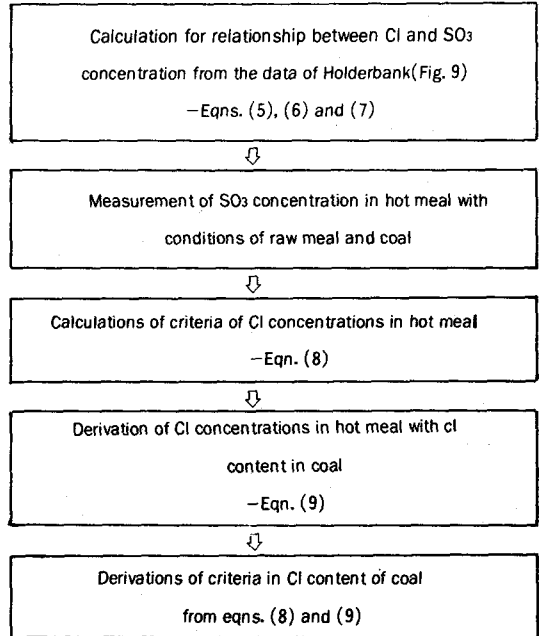 Calculation for relationship between Cl and SO₃
concentration from the data of Holderbank(Fig. 9)
−Eqns. (5), (6) and (7)
⇩
Measurement of SO₃ concentration in hot meal with
conditions of raw meal and coal
⇩
Calculations of criteria of Cl concentrations in hot meal
−Eqn. (8)
⇩
Derivation of Cl concentrations in hot meal with cl
content in coal
−Eqn. (9)
⇩
Derivations of criteria in Cl content of coal
from eqns. (8) and (9)